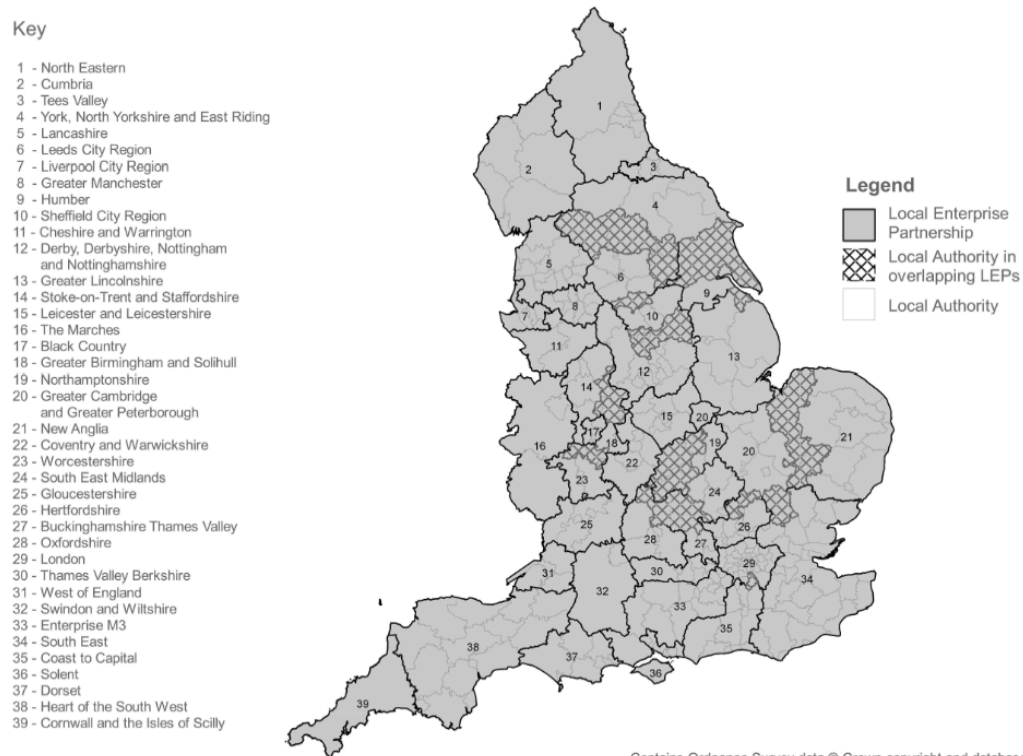 Key
1 - North Eastern
2 - Cumbria
3 - Tees Valley
4 - York, North Yorkshire and East Riding
5 - Lancashire
6 - Leeds City Region
7 - Liverpool City Region
8 - Greater Manchester
9 - Humber
10 - Sheffield City Region
11 - Cheshire and Warrington
12 - Derby, Derbyshire, Nottingham
and Nottinghamshire
13 - Greater Lincolnshire
14 - Stoke-on-Trent and Staffordshire
15 - Leicester and Leicestershire
16 - The Marches
17 - Black Country
18 - Greater Birmingham and Solihull
19 - Northamptonshire
20 - Greater Cambridge
and Greater Peterborough
21 - New Anglia
22 - Coventry and Warwickshire
23 - Worcestershire
24 - South East Midlands
25 - Gloucestershire
26 - Hertfordshire
27 - Buckinghamshire Thames Valley
28 - Oxfordshire
29 - London
30 - Thames Valley Berkshire
31 - West of England
32 - Swindon and Wiltshire
33 - Enterprise M3
34 - South East
35 - Coast to Capital
36 - Solent
37 - Dorset
38 - Heart of the South West
39 - Cornwall and the Isles of Scilly
1
2
3
4
5
6
7
8
9
10
11
12
13
14
15
20
16
17
18
19
20
21
22
23
24
25
26
27
28
29
30
31
32
33
34
35
36
37
38
39
Legend
Local Enterprise
Partnership
Local Authority in
overlapping LEPs
Local Authority